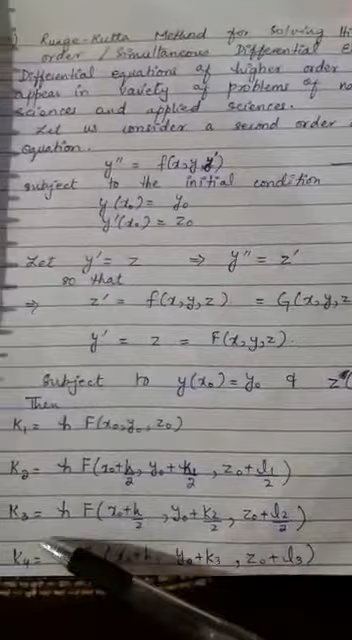 Runge-Kutta Method for Solving Hi
order / Simultaneous Differential E
Differential equations of higher order
appear in variety of problems of na
sciences and applied sciences.
Let us consider a second order
equation.
y'' = f(x,y,y')
subject to the initial condition
y(x₀) = y₀
y'(x₀) = z₀
Let y' = z ⇒ y'' = z'
so that
⇒ z' = f(x,y,z) = G(x,y,z
y' = z = F(x,y,z).
Subject to y(x₀) = y₀ & z(
Then
K₁ = h F(x₀,y₀,z₀)
K₂ = h F(x₀+h/2, y₀+k₁/2, z₀+l₁/2)
K₃ = h F(x₀+h/2, y₀+k₂/2, z₀+l₂/2)
K₄ = (x₀+h, y₀+k₃, z₀+l₃)